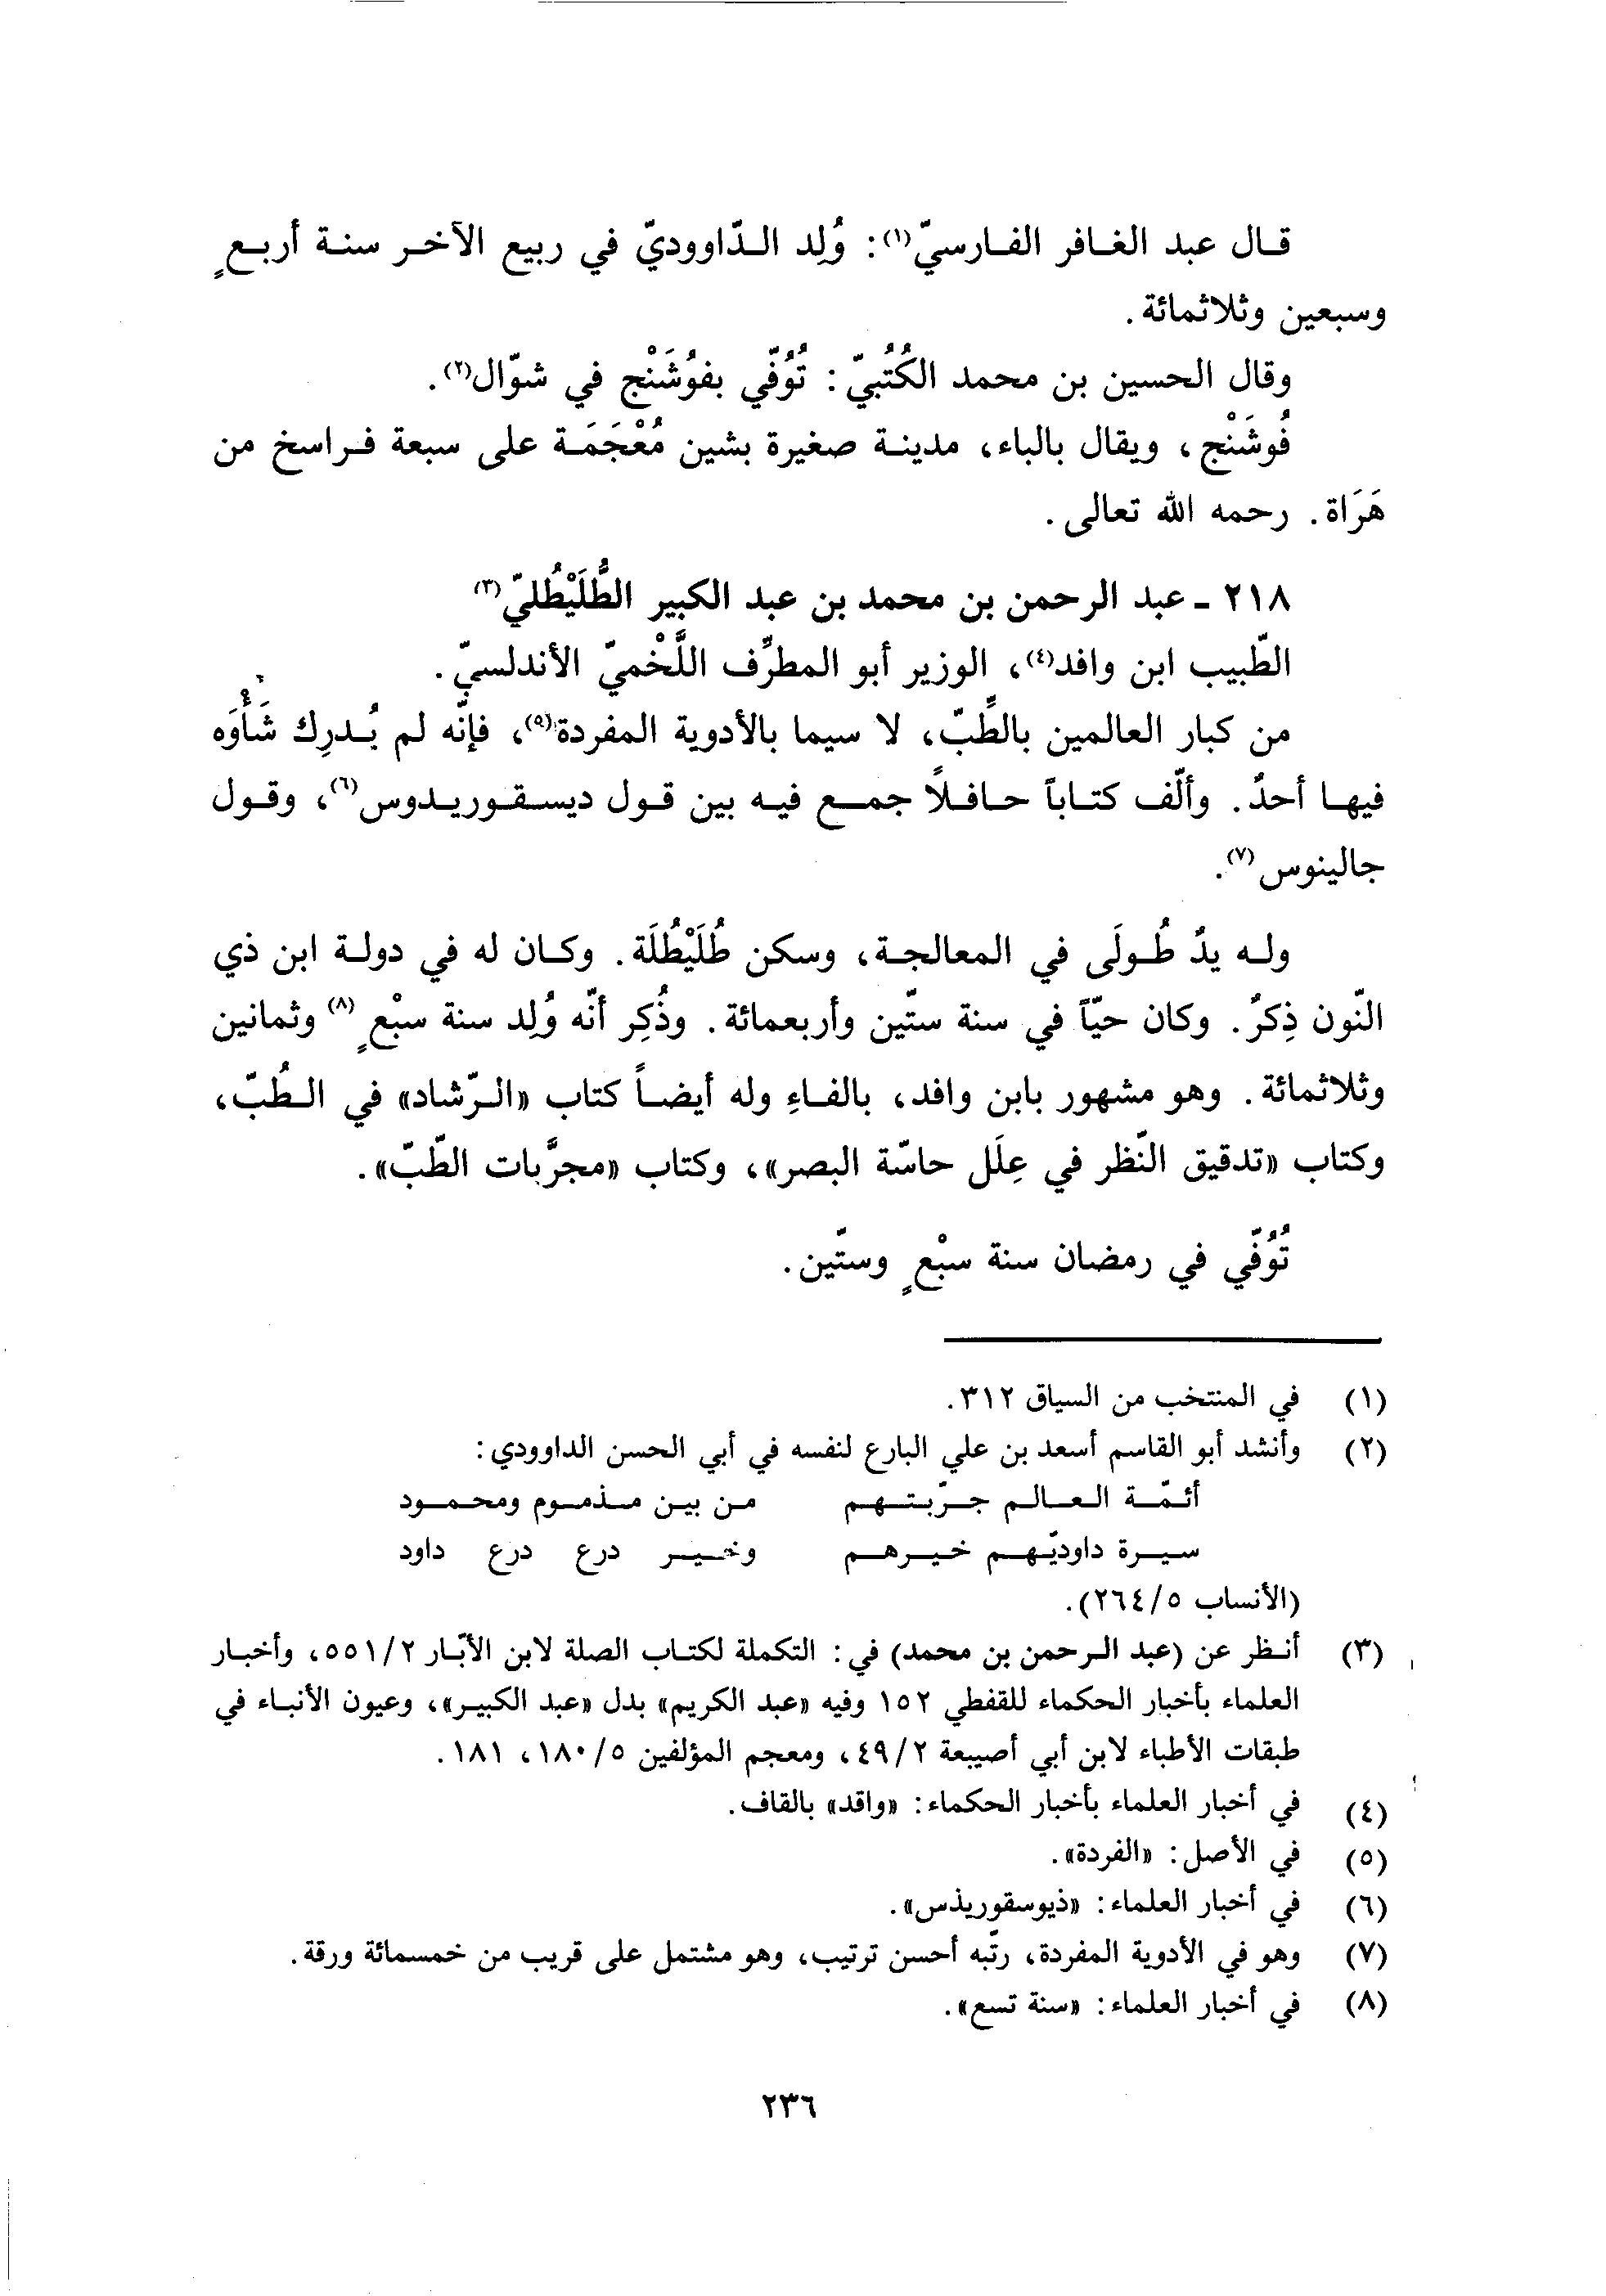 قال عبد الغافر الفارسيّ(١): وُلِد الدّاووديّ في ربيع الآخر سنة أربعٍ
وسبعين وثلاثمائة.
وقال الحسين بن محمد الكُتُبيّ: تُوُفّي بفوُشَنْج في شوّال(٢).
فُوشَنْج، ويقال بالباء، مدينة صغيرة بشين مُعْجَمَة على سبعة فراسخ من
هَرَاة. رحمه الله تعالى.
٢١٨ - عبد الرحمن بن محمد بن عبد الكبير الطُّلَيْطُليّ(٣)
الطّبيب ابن وافد(٤)، الوزير أبو المطرِّف اللَّخْميّ الأندلسيّ.
من كبار العالمين بالطِّبّ، لا سيما بالأدوية المفردة(٥)، فإنّه لم يُدرِك شَأْوَه
فيها أحدٌ. وألّف كتاباً حافلاً جمع فيه بين قول ديسقوريدوس(٦)، وقول
جالينوس(٧).
وله يدٌ طُولَى في المعالجة، وسكن طُلَيْطُلَة. وكان له في دولة ابن ذي
النّون ذِكرٌ. وكان حيّاً في سنة ستّين وأربعمائة. وذُكِر أنّه وُلِد سنة سبْعٍ(٨) وثمانين
وثلاثمائة. وهو مشهور بابن وافد، بالفاءِ وله أيضاً كتاب «الرّشاد» في الطُبّ،
وكتاب «تدقيق النّظر في عِلَل حاسّة البصر»، وكتاب «مجرَّبات الطّبّ».
تُوُفّي في رمضان سنة سبْعٍ وستّين.
(١) في المنتخب من السياق ٣١٢.
(٢) وأنشد أبو القاسم أسعد بن علي البارع لنفسه في أبي الحسن الداوودي:
أئمّة العالم جرّبتهم من بين مذموم ومحمود
سيرة داوديّهم خيرهم وخير درع درع داود
(الأنساب ٢٦٤/٥).
(٣) أنظر عن (عبد الرحمن بن محمد) في: التكملة لكتاب الصلة لابن الأبّار ٥٥١/٢، وأخبار
العلماء بأخبار الحكماء للقفطي ١٥٢ وفيه «عبد الكريم» بدل «عبد الكبير»، وعيون الأنباء في
طبقات الأطباء لابن أبي أصيبعة ٤٩/٢، ومعجم المؤلفين ١٨٠/٥، ١٨١.
(٤) في أخبار العلماء بأخبار الحكماء: «واقد» بالقاف.
(٥) في الأصل: «الفردة».
(٦) في أخبار العلماء: «ذيوسقوريذس».
(٧) وهو في الأدوية المفردة، رتّبه أحسن ترتيب، وهو مشتمل على قريب من خمسمائة ورقة.
(٨) في أخبار العلماء: «سنة تسع».
٢٣٦